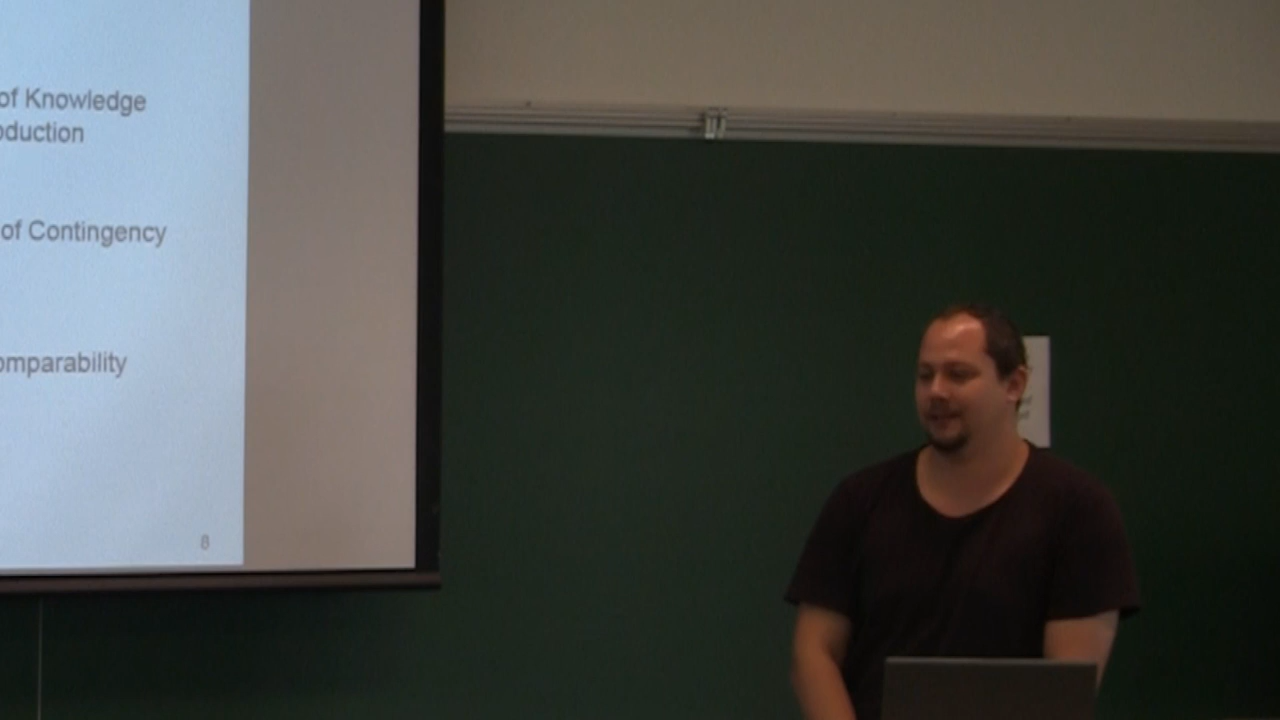 of Knowledge
oduction
of Contingency
omparability
8